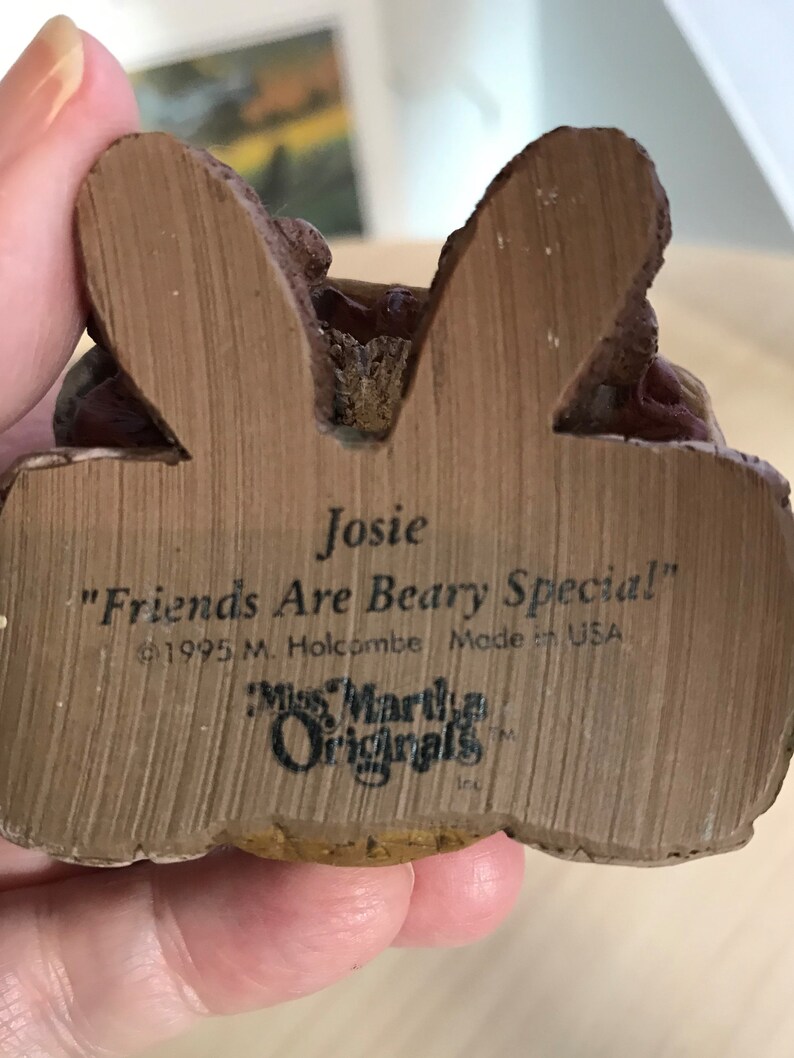 Josie
"Friends Are Beary Special"
©1995 M. Holcombe Made in USA
Miss Martha
Originals™
Inc